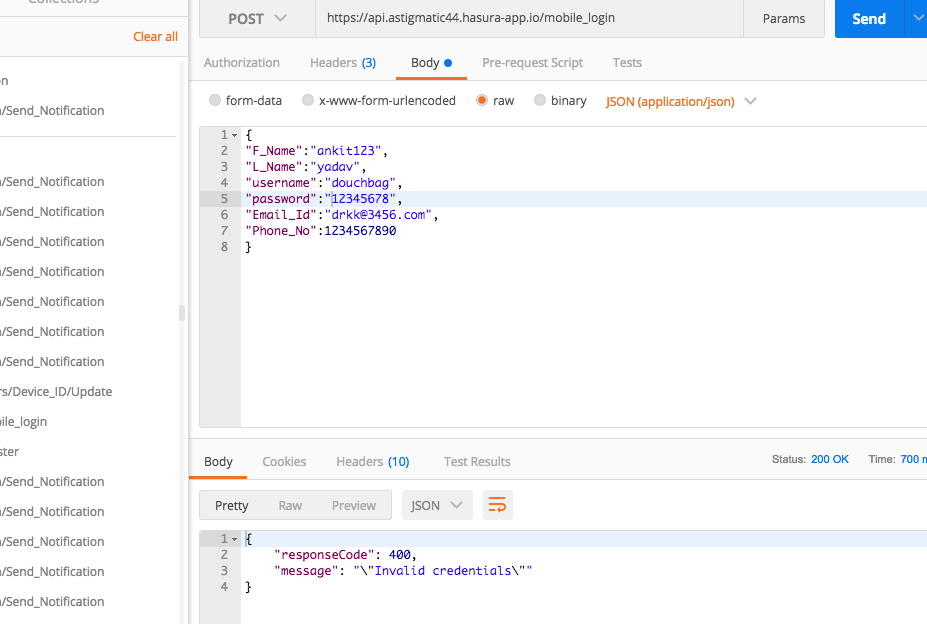 Collections
Clear all
n
n/Send_Notification
n/Send_Notification
n/Send_Notification
n/Send_Notification
n/Send_Notification
n/Send_Notification
n/Send_Notification
n/Send_Notification
rs/Device_ID/Update
bile_login
ster
n/Send_Notification
n/Send_Notification
n/Send_Notification
n/Send_Notification
n/Send_Notification
POST https://api.astigmatic44.hasura-app.io/mobile_login Params Send
Authorization Headers (3) Body Pre-request Script Tests
form-data x-www-form-urlencoded raw binary JSON (application/json)
1 {
2 "F_Name":"ankit123",
3 "L_Name":"yadav",
4 "username":"douchbag",
5 "password":"12345678",
6 "Email_Id":"drkk@3456.com",
7 "Phone_No":1234567890
8 }
Body Cookies Headers (10) Test Results Status: 200 OK Time: 700 m
Pretty Raw Preview JSON
1 {
2 "responseCode": 400,
3 "message": "\"Invalid credentials\""
4 }